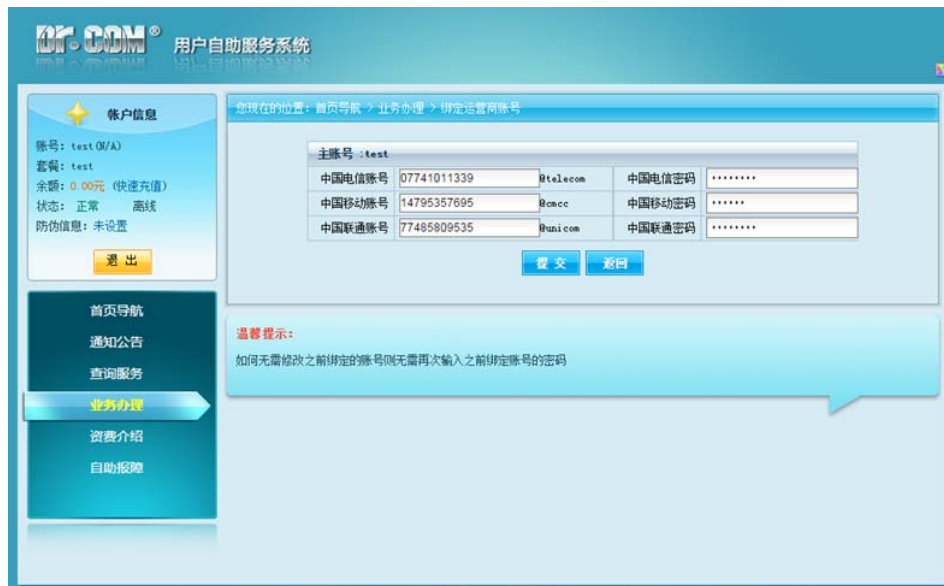 Dr.COM® 用户自助服务系统
帐户信息
账号：test(N/A)
套餐：test
余额：0.00元 (快速充值)
状态： 正常 离线
防伪信息：未设置
退 出
首页导航
通知公告
查询服务
业务办理
资费介绍
自助报障
您现在的位置：首页导航 > 业务办理 > 绑定运营商账号
主账号 :test
中国电信账号 07741011339 @telecom 中国电信密码 ••••••••
中国移动账号 14795357695 @cmcc 中国移动密码 ••••••
中国联通账号 77485809535 @unicom 中国联通密码 ••••••••
提 交 返回
温馨提示：
如何无需修改之前绑定的账号则无需再次输入之前绑定账号的密码